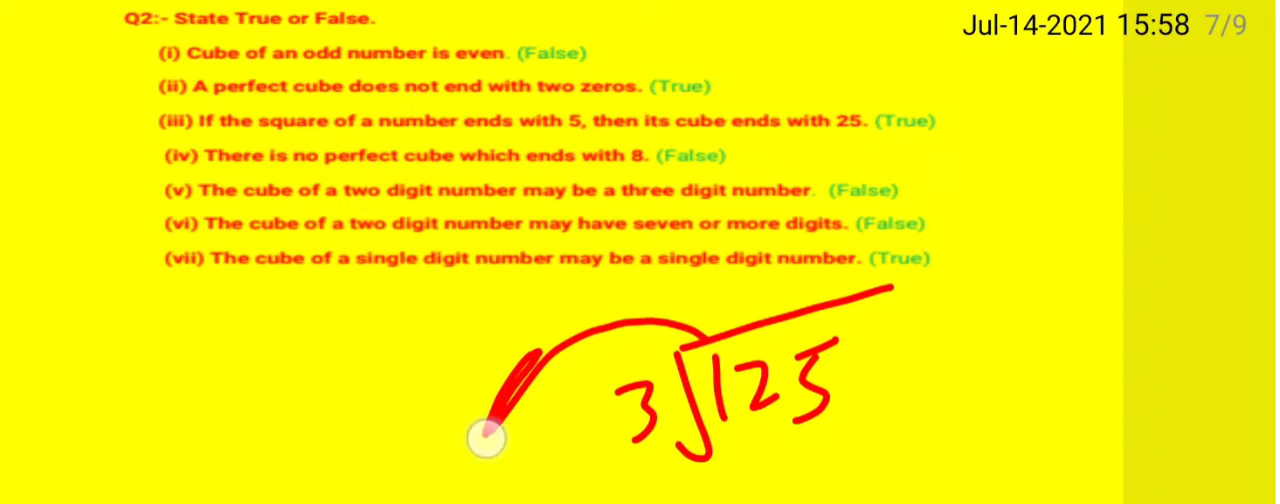 Q2:- State True or False.
Jul-14-2021 15:58 7/9
(i) Cube of an odd number is even. (False)
(ii) A perfect cube does not end with two zeros. (True)
(iii) If the square of a number ends with 5, then its cube ends with 25. (True)
(iv) There is no perfect cube which ends with 8. (False)
(v) The cube of a two digit number may be a three digit number. (False)
(vi) The cube of a two digit number may have seven or more digits. (False)
(vii) The cube of a single digit number may be a single digit number. (True)
3√125